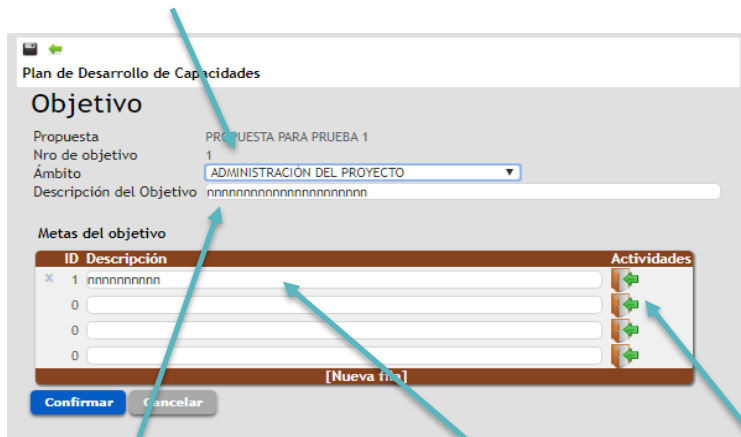 Plan de Desarrollo de Capacidades
Objetivo
Propuesta PROPUESTA PARA PRUEBA 1
Nro de objetivo 1
Ámbito ADMINISTRACIÓN DEL PROYECTO
Descripción del Objetivo nnnnnnnnnnnnnnnnnnnnnn
Metas del objetivo
ID Descripción Actividades
1 nnnnnnnnnn
0
0
0
[Nueva fila]
Confirmar Cancelar